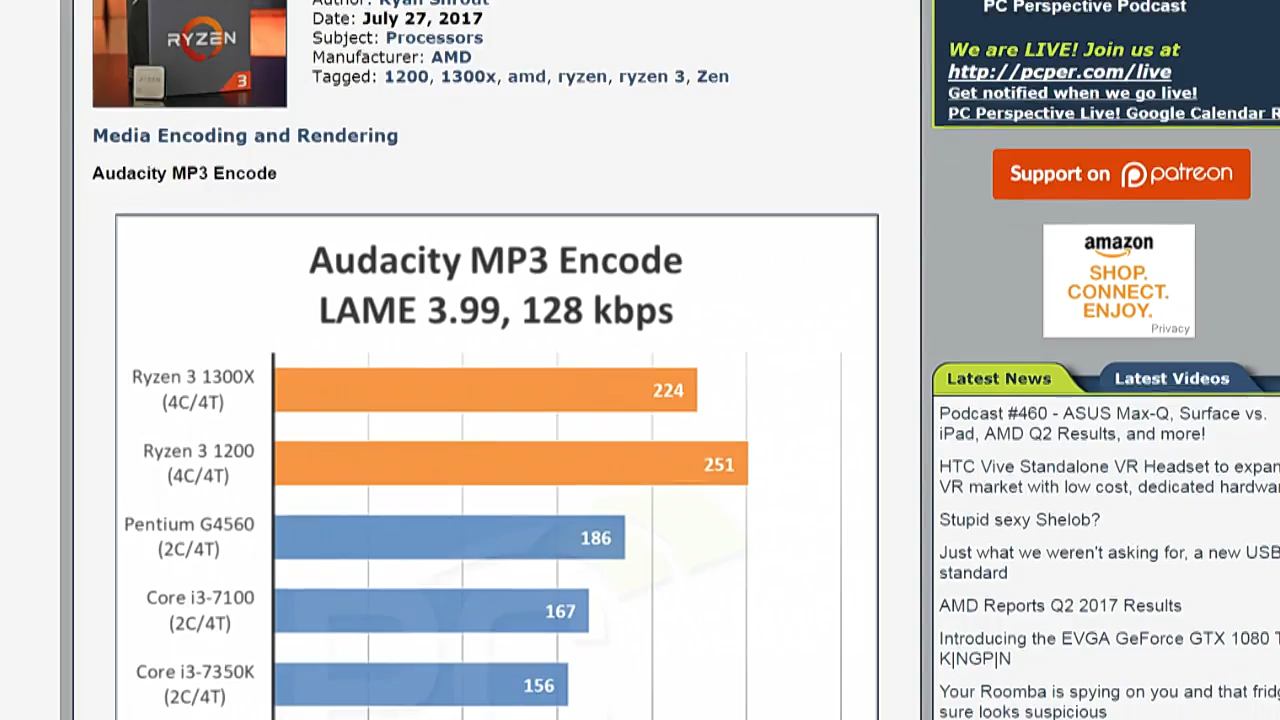 PC Perspective Podcast
Author: Ryan Shrout
Date: July 27, 2017
Subject: Processors
Manufacturer: AMD
Tagged: 1200, 1300x, amd, ryzen, ryzen 3, Zen
RYZEN
3
We are LIVE! Join us at
http://pcper.com/live
Get notified when we go live!
PC Perspective Live! Google Calendar R
Media Encoding and Rendering
Audacity MP3 Encode
Support on patreon
amazon
SHOP.
CONNECT.
ENJOY.
Privacy
Audacity MP3 Encode
LAME 3.99, 128 kbps
Ryzen 3 1300X
(4C/4T)
224
Ryzen 3 1200
(4C/4T)
251
Pentium G4560
(2C/4T)
186
Core i3-7100
(2C/4T)
167
Core i3-7350K
(2C/4T)
156
Latest News
Latest Videos
Podcast #460 - ASUS Max-Q, Surface vs.
iPad, AMD Q2 Results, and more!
HTC Vive Standalone VR Headset to expan
VR market with low cost, dedicated hardwa
Stupid sexy Shelob?
Just what we weren't asking for, a new USB
standard
AMD Reports Q2 2017 Results
Introducing the EVGA GeForce GTX 1080 T
K|NGP|N
Your Roomba is spying on you and that fridg
sure looks suspicious